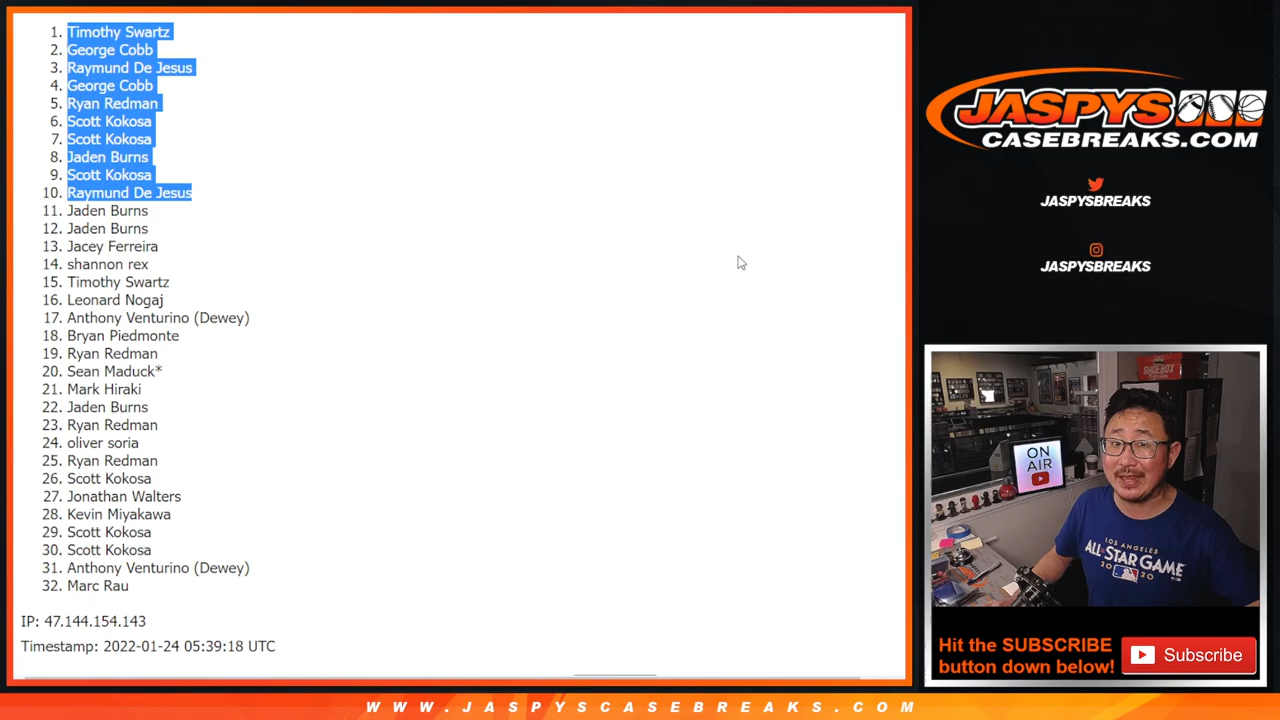 1. Timothy Swartz
2. George Cobb
3. Raymund De Jesus
4. George Cobb
5. Ryan Redman
6. Scott Kokosa
7. Scott Kokosa
8. Jaden Burns
9. Scott Kokosa
10. Raymund De Jesus
11. Jaden Burns
12. Jaden Burns
13. Jacey Ferreira
14. shannon rex
15. Timothy Swartz
16. Leonard Nogaj
17. Anthony Venturino (Dewey)
18. Bryan Piedmonte
19. Ryan Redman
20. Sean Maduck*
21. Mark Hiraki
22. Jaden Burns
23. Ryan Redman
24. oliver soria
25. Ryan Redman
26. Scott Kokosa
27. Jonathan Walters
28. Kevin Miyakawa
29. Scott Kokosa
30. Scott Kokosa
31. Anthony Venturino (Dewey)
32. Marc Rau
IP: 47.144.154.143
Timestamp: 2022-01-24 05:39:18 UTC
JASPYS
CASEBREAKS.COM
JASPYSBREAKS
JASPYSBREAKS
SHOEBOX
ON
AIR
LOS ANGELES
ALL STAR GAME
2020
Hit the SUBSCRIBE
button down below!
Subscribe
WWW.JASPYSCASEBREAKS.COM